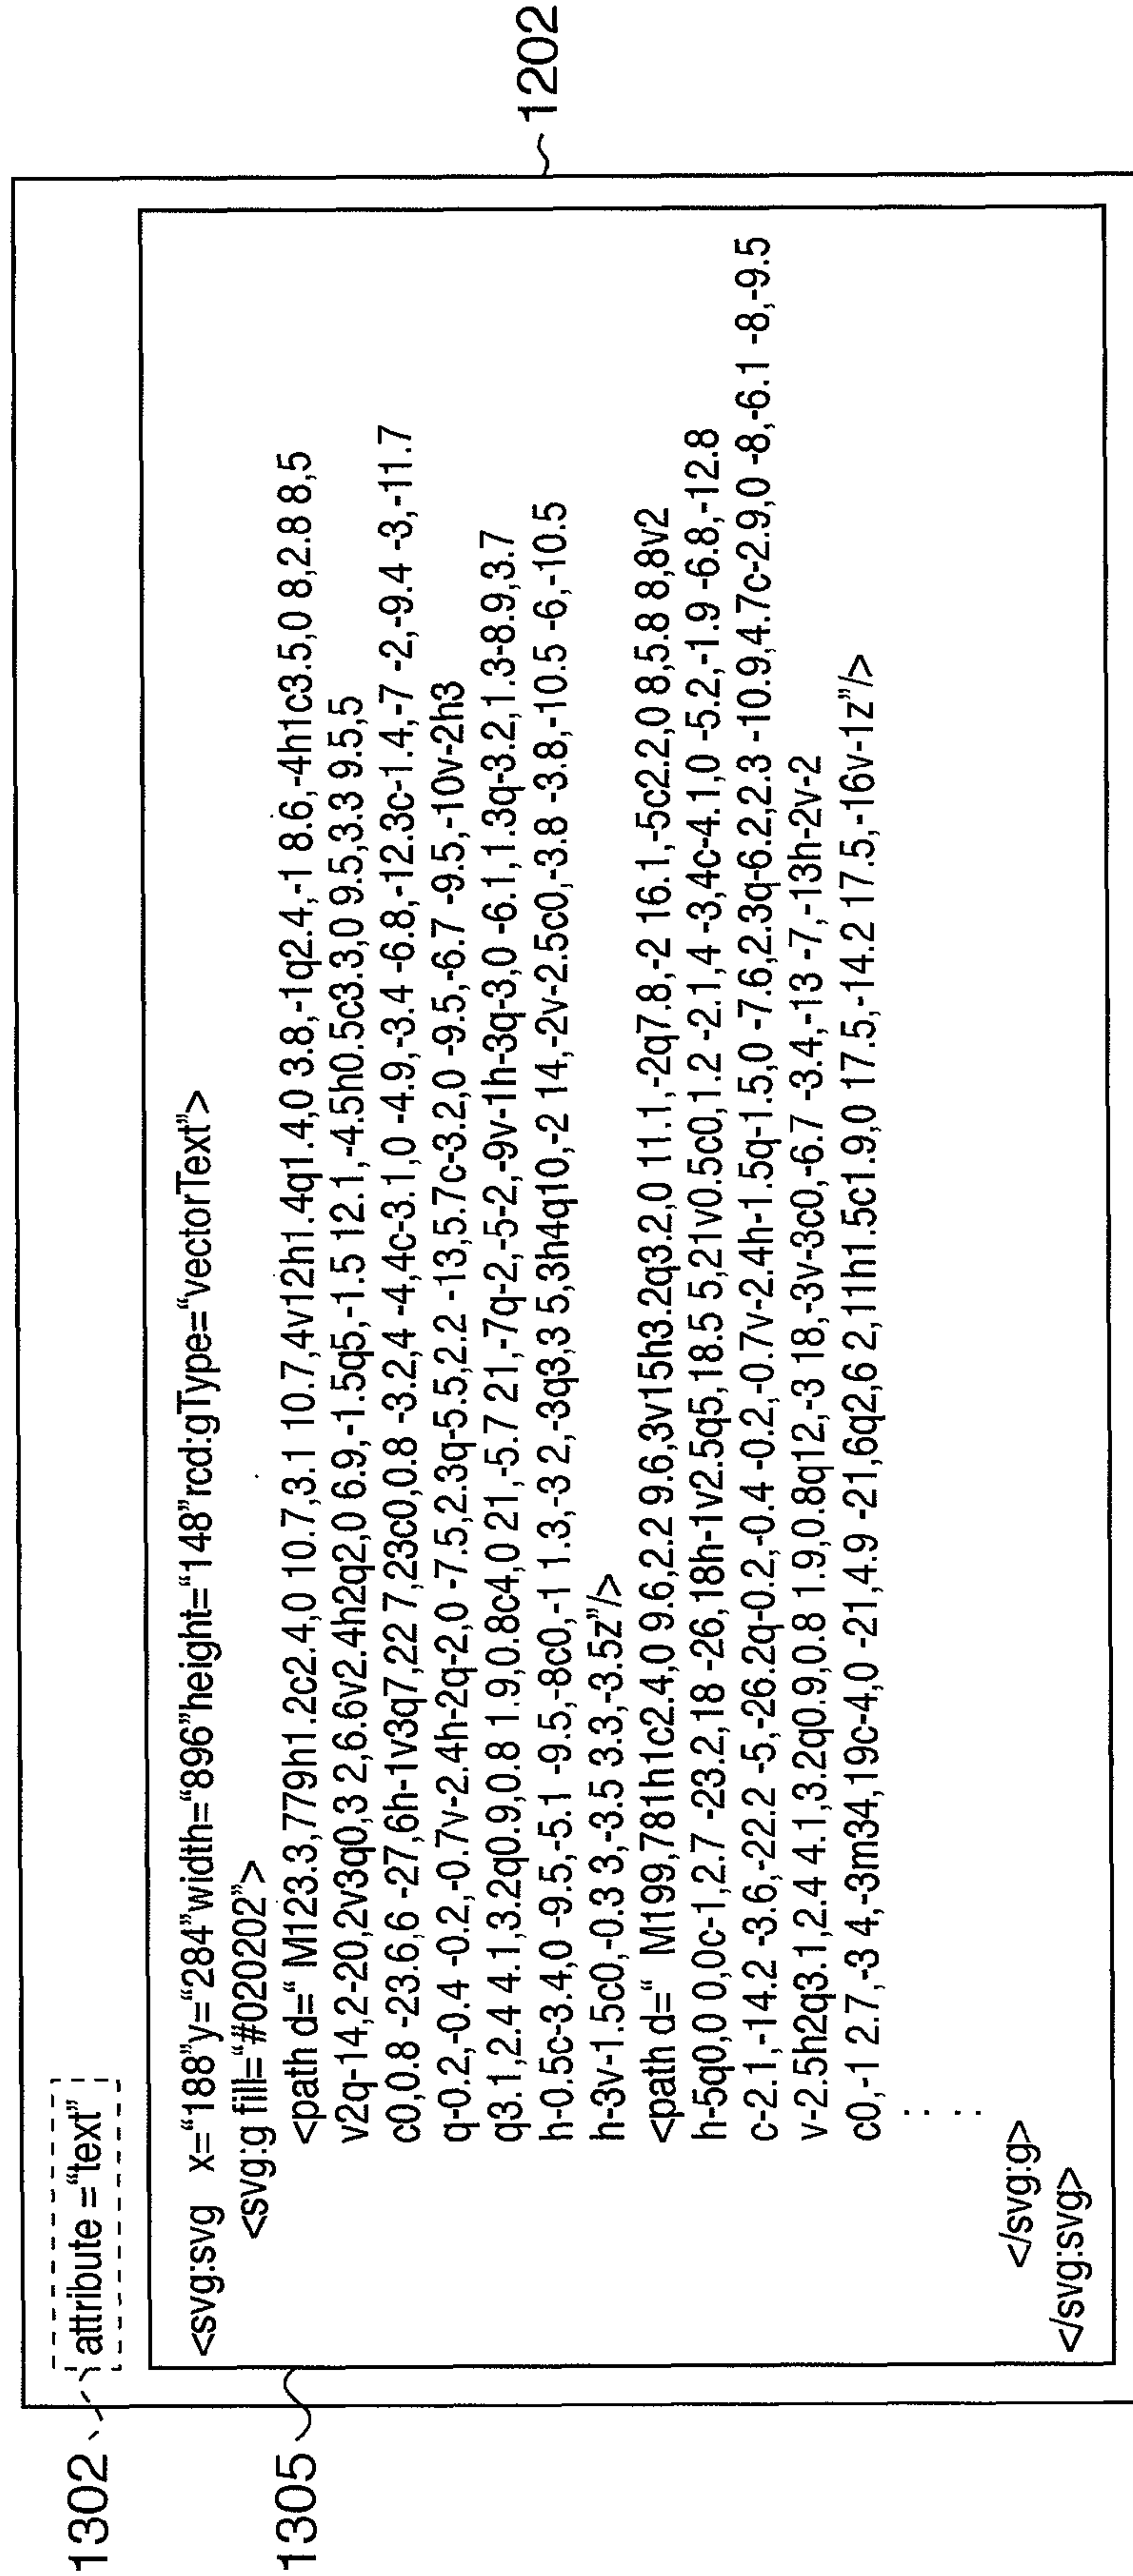 1302
attribute =“text”
1305
1202
<svg:svg x=“188”y=“284”width=“896”height=“148”rcd:gType=“vectorText”>
<svg:g fill=“#020202”>
<path d=“ M123.3,779h1.2c2.4,0 10.7,3.1 10.7,4v12h1.4q1.4,0 3.8,-1q2.4,-1 8.6,-4h1c3.5,0 8,2.8 8,5
v2q-14,2-20,2v3q0,3 2,6.6v2.4h2q2,0 6.9,-1.5q5,-1.5 12.1,-4.5h0.5c3.3,0 9.5,3.3 9.5,5
c0,0.8 -23.6,6 -27,6h-1v3q7,22 7,23c0,0.8 -3.2,4 -4,4c-3.1,0 -4.9,-3.4 -6.8,-12.3c-1.4,-7 -2,-9.4 -3,-11.7
q-0.2,-0.4 -0.2,-0.7v-2.4h-2q-2,0 -7.5,2.3q-5.5,2.2 -13,5.7c-3.2,0 -9.5,-6.7 -9.5,-10v-2h3
q3.1,2.4 4.1,3.2q0.9,0.8 1.9,0.8c4,0 21,-5.7 21,-7q-2,-5-2,-9v-1h-3q-3,0 -6.1,1.3q-3.2,1.3-8.9,3.7
h-0.5c-3.4,0 -9.5,-5.1 -9.5,-8c0,-1 1.3,-3 2,-3q3,3 5,3h4q10,-2 14,-2v-2.5c0,-3.8 -3.8,-10.5 -6,-10.5
h-3v-1.5c0,-0.3 3,-3.5 3.3,-3.5z”/>
<path d=“ M199,781h1c2.4,0 9.6,2.2 9.6,3v15h3.2q3.2,0 11.1,-2q7.8,-2 16.1,-5c2.2,0 8,5.8 8,8v2
h-5q0,0 0,0c-1,2.7 -23.2,18 -26,18h-1v2.5q5,18.5 5,21v0.5c0,1.2 -2.1,4 -3,4c-4.1,0 -5.2,-1.9 -6.8,-12.8
c-2.1,-14.2 -3.6,-22.2 -5,-26.2q-0.2,-0.4 -0.2,-0.7v-2.4h-1.5q-1.5,0 -7.6,2.3q-6.2,2.3 -10.9,4.7c-2.9,0 -8,-6.1 -8,-9.5
v-2.5h2q3.1,2.4 4.1,3.2q0.9,0.8 1.9,0.8q12,-3 18,-3v-3c0,-6.7 -3.4,-13 -7,-13h-2v-2
c0,-1 2.7,-3 4,-3m34,19c-4,0 -21,4.9 -21,6q2,6 2,11h1.5c1.9,0 17.5,-14.2 17.5,-16v-1z”/>
. . . .
</svg:g>
</svg:svg>